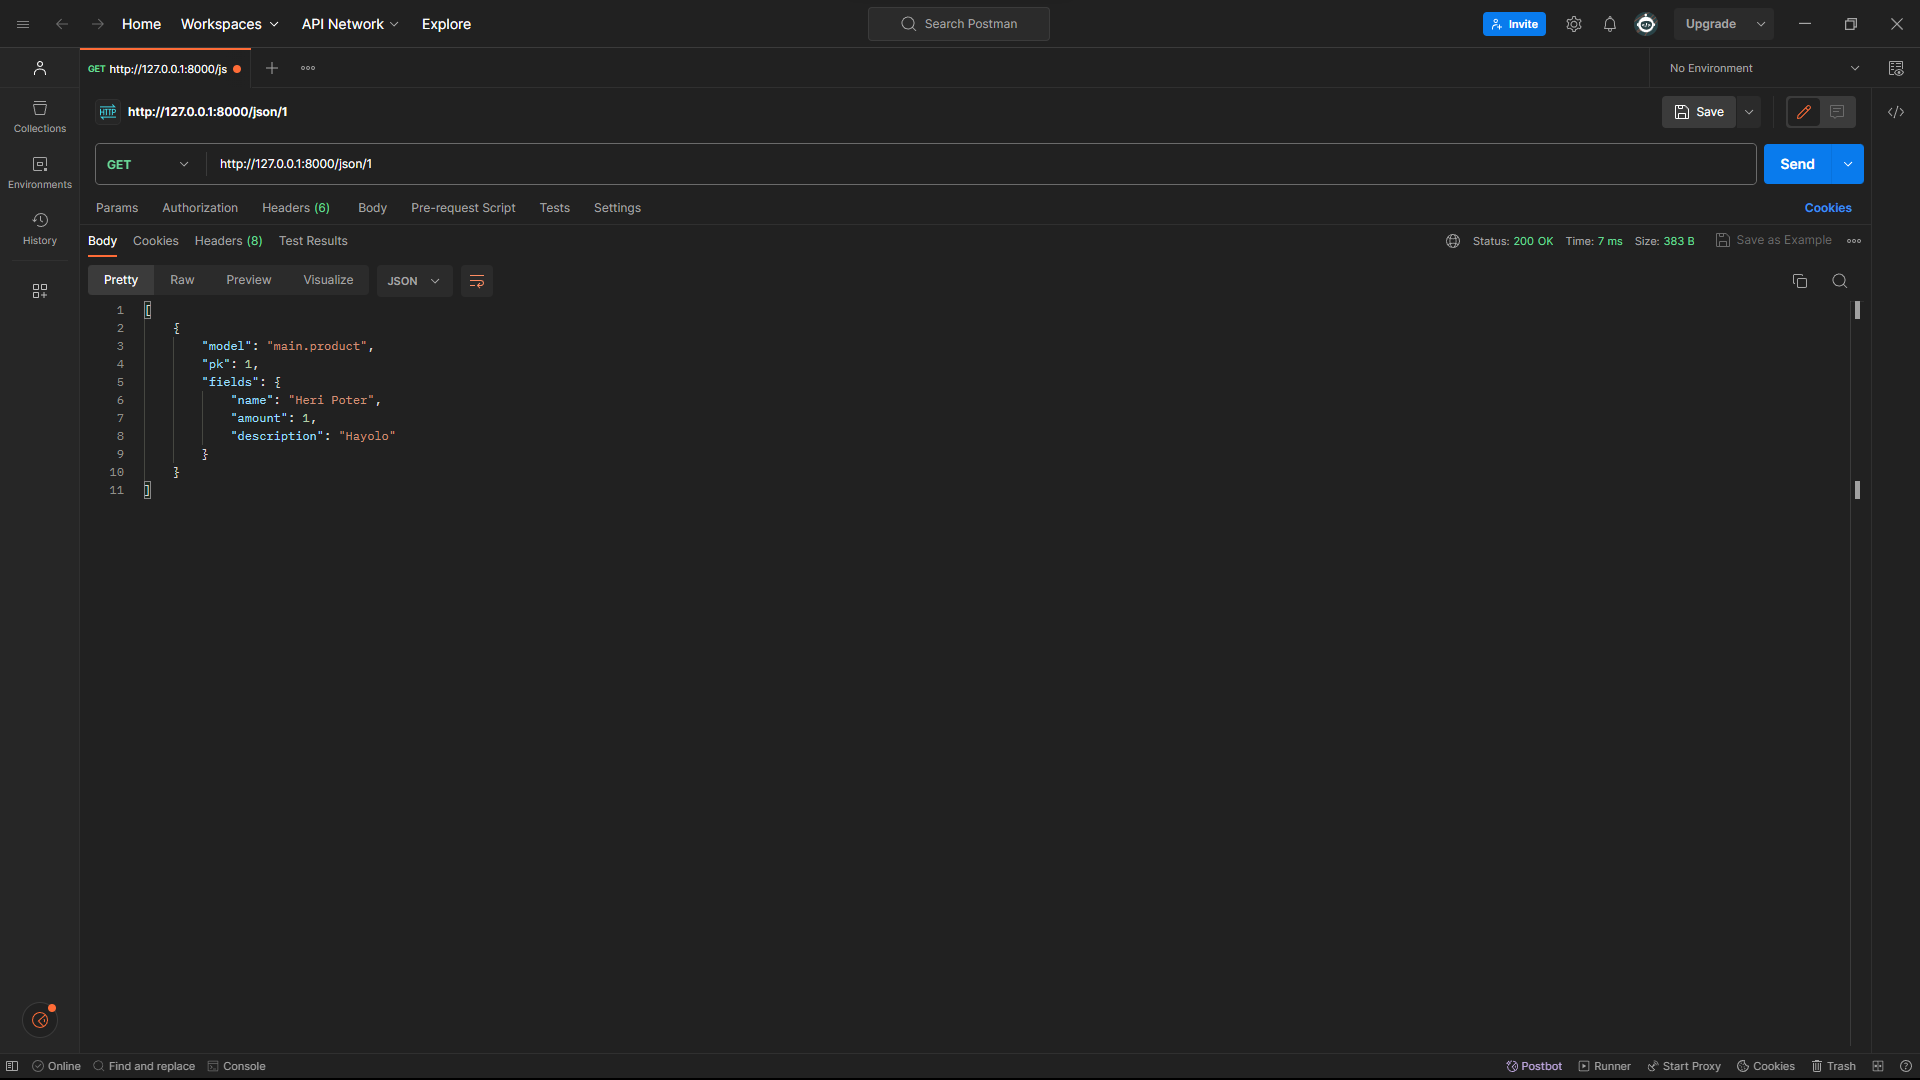 Home Workspaces API Network Explore Search Postman Invite Upgrade
GET http://127.0.0.1:8000/js No Environment
HTTP http://127.0.0.1:8000/json/1 Save
Collections
GET http://127.0.0.1:8000/json/1 Send
Environments
Params Authorization Headers (6) Body Pre-request Script Tests Settings Cookies
History
Body Cookies Headers (8) Test Results Status: 200 OK Time: 7 ms Size: 383 B Save as Example
Pretty Raw Preview Visualize JSON
1 [
2 {
3 "model": "main.product",
4 "pk": 1,
5 "fields": {
6 "name": "Heri Poter",
7 "amount": 1,
8 "description": "Hayolo"
9 }
10 }
11 ]
Online Find and replace Console Postbot Runner Start Proxy Cookies Trash